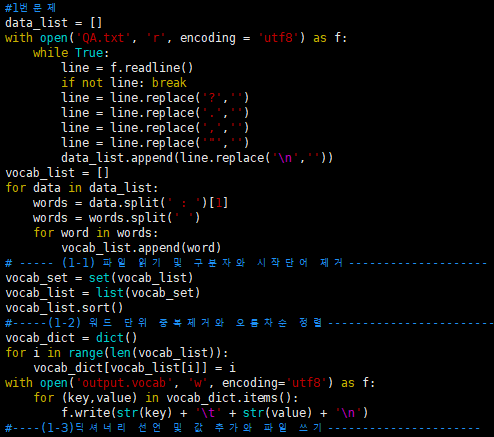 #1번문제
data_list = []
with open('QA.txt', 'r', encoding = 'utf8') as f:
    while True:
        line = f.readline()
        if not line: break
        line = line.replace('?','')
        line = line.replace('.','')
        line = line.replace(',','')
        line = line.replace('"','')
        data_list.append(line.replace('\n',''))
vocab_list = []
for data in data_list:
    words = data.split(' : ')[1]
    words = words.split(' ')
    for word in words:
        vocab_list.append(word)
# ----- (1-1) 파일 읽기 및 구분자와 시작단어 제거 --------------------
vocab_set = set(vocab_list)
vocab_list = list(vocab_set)
vocab_list.sort()
#-----(1-2) 워드 단위 중복제거와 오름차순 정렬 ------------------------
vocab_dict = dict()
for i in range(len(vocab_list)):
    vocab_dict[vocab_list[i]] = i
with open('output.vocab', 'w', encoding='utf8') as f:
    for (key,value) in vocab_dict.items():
        f.write(str(key) + '\t' + str(value) + '\n')
#----(1-3)딕셔너리 선언 및 값 추가와 파일 쓰기 ----------------------